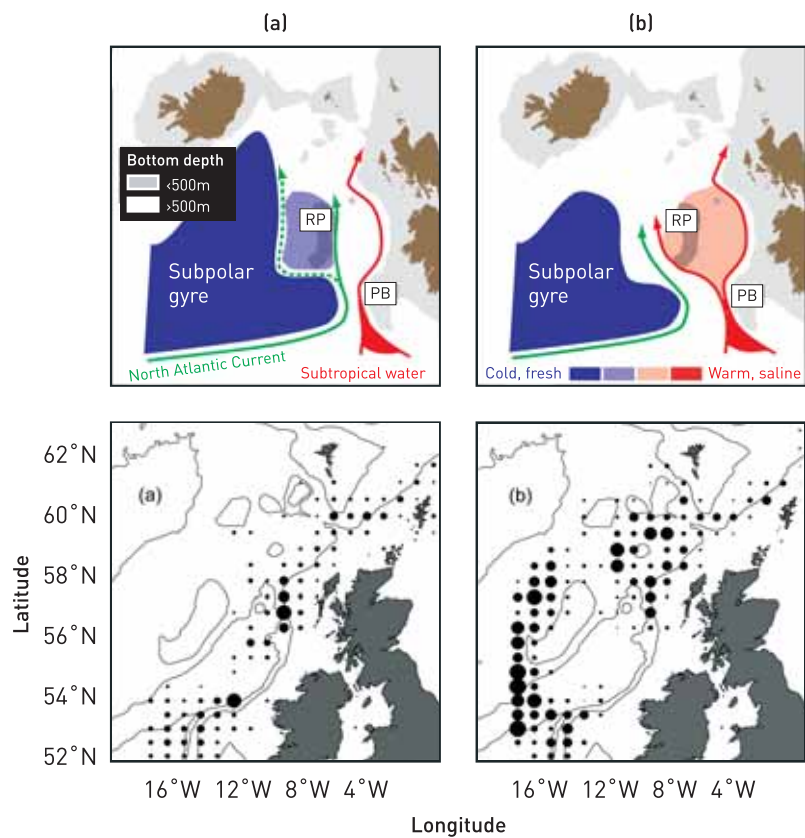 (a)
(b)
Bottom depth
<500m
>500m
RP
Subpolar
gyre
PB
North Atlantic Current
Subtropical water
RP
Subpolar
gyre
PB
Cold, fresh
Warm, saline
62°N
60°N
58°N
56°N
54°N
52°N
Latitude
(a)
(b)
16°W 12°W 8°W 4°W
16°W 12°W 8°W 4°W
Longitude